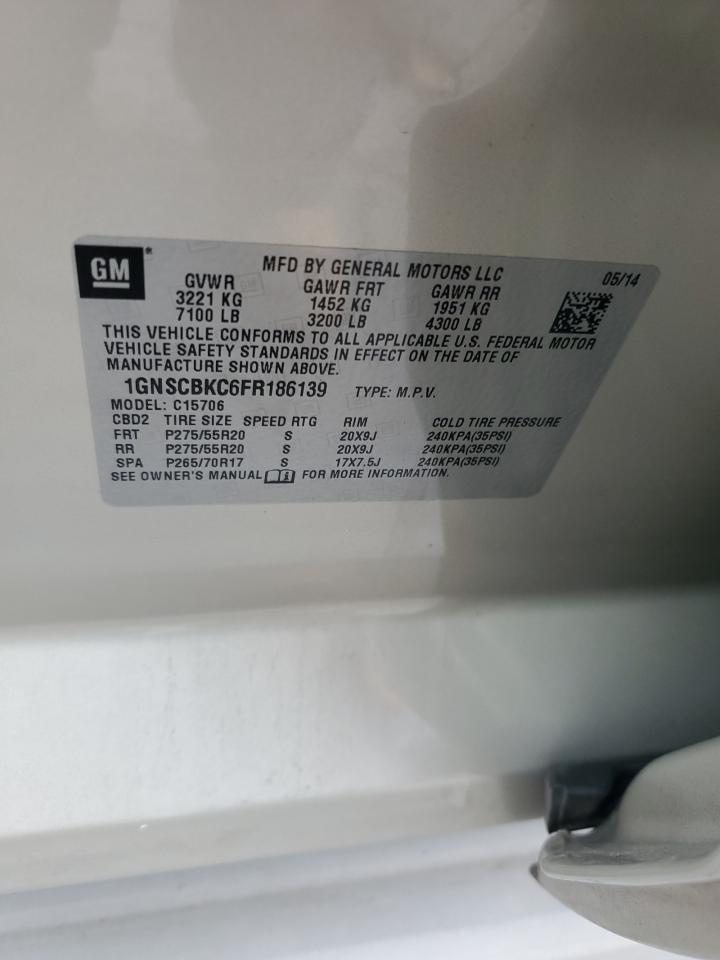 GM
MFD BY GENERAL MOTORS LLC 05/14
GVWR GAWR FRT GAWR RR
3221 KG 1452 KG 1951 KG
7100 LB 3200 LB 4300 LB
THIS VEHICLE CONFORMS TO ALL APPLICABLE U.S. FEDERAL MOTOR
VEHICLE SAFETY STANDARDS IN EFFECT ON THE DATE OF
MANUFACTURE SHOWN ABOVE.
1GNSCBKC6FR186139 TYPE: M.P.V.
MODEL: C15706
CBD2 TIRE SIZE SPEED RTG RIM COLD TIRE PRESSURE
FRT P275/55R20 S 20X9J 240KPA(35PSI)
RR P275/55R20 S 20X9J 240KPA(35PSI)
SPA P265/70R17 S 17X7.5J 240KPA(35PSI)
SEE OWNER'S MANUAL FOR MORE INFORMATION.